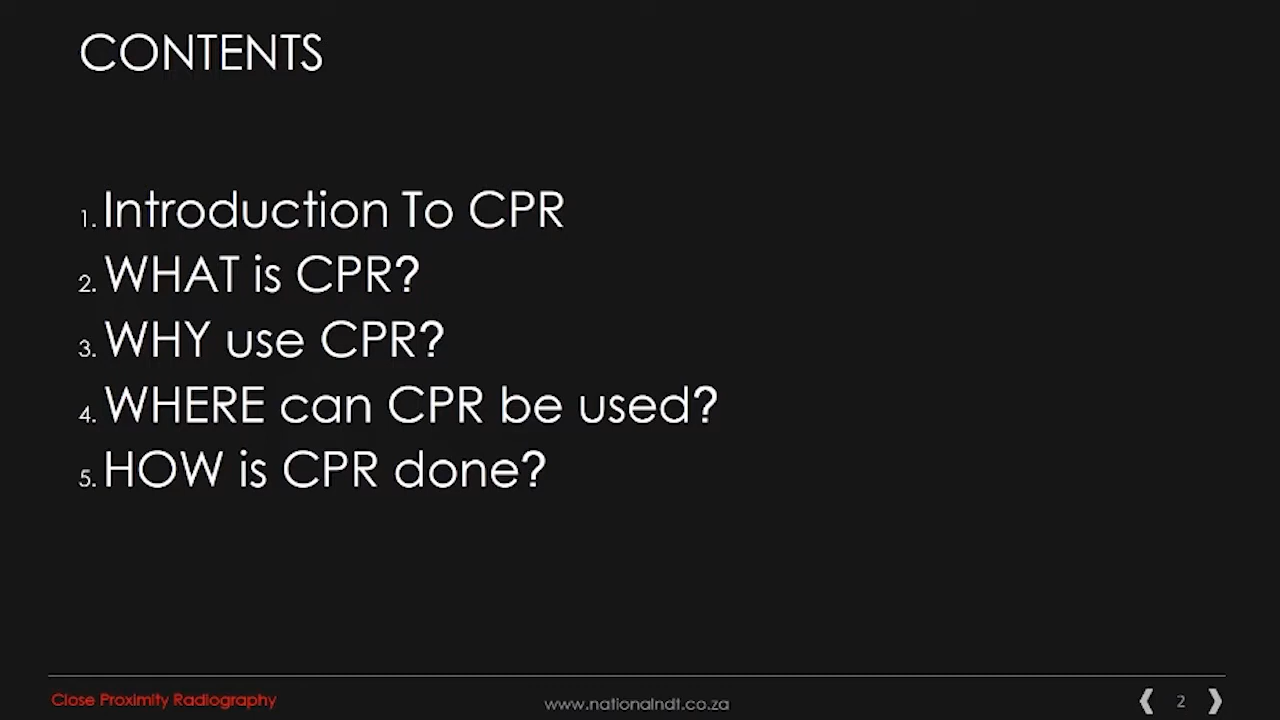 CONTENTS
1. Introduction To CPR
2. WHAT is CPR?
3. WHY use CPR?
4. WHERE can CPR be used?
5. HOW is CPR done?
Close Proximity Radiography
www.nationalndt.co.za
❰ 2 ❱